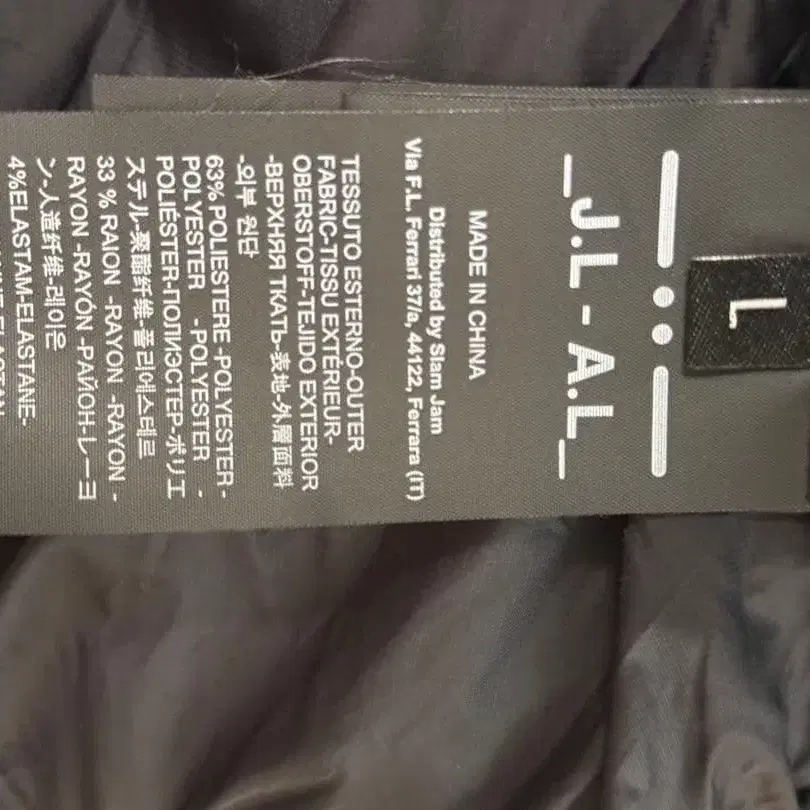 L
_J.L - A.L_
MADE IN CHINA
Distributed by Slam Jam
Via F.L. Ferrari 37/a, 44122, Ferrara (IT)
TESSUTO ESTERNO-OUTER
FABRIC-TISSU EXTÉRIEUR-
OBERSTOFF-TEJIDO EXTERIOR
-ВЕРХНЯЯ ТКАТЬ-表地-外層面料
-외부 원단
63% POLIESTERE -POLYESTER-
POLYESTER -POLYESTER -
POLIÉSTER-ПОЛИЭСТЕР-ポリエ
ステル-聚酯纤维-폴리에스테르
33 % RAION -RAYON -RAYON -
RAYON -RAYÓN -РАЙОН-レーヨ
ン-人造纤维-레이온
4%ELASTAM-ELASTANE-